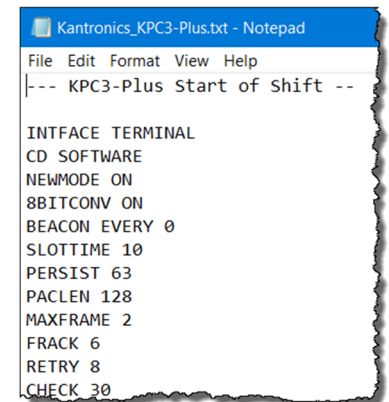 Kantronics_KPC3-Plus.txt - Notepad
File Edit Format View Help
--- KPC3-Plus Start of Shift --
INTFACE TERMINAL
CD SOFTWARE
NEWMODE ON
8BITCONV ON
BEACON EVERY 0
SLOTTIME 10
PERSIST 63
PACLEN 128
MAXFRAME 2
FRACK 6
RETRY 8
CHECK 30